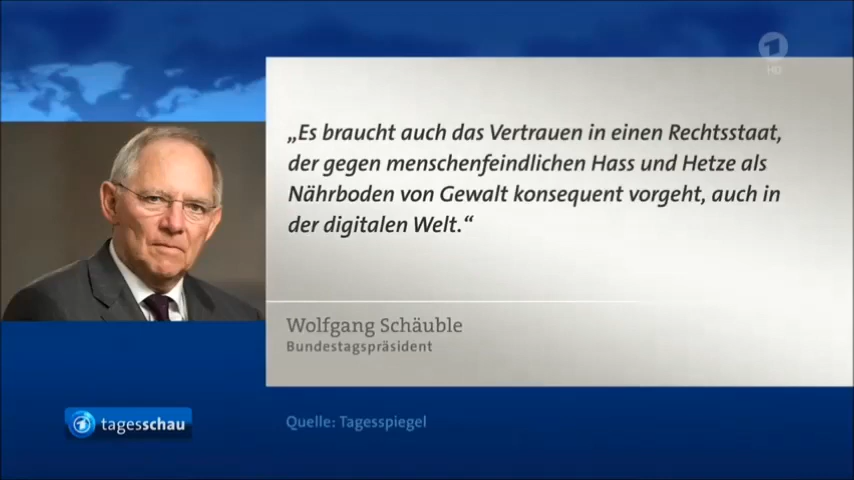 1
HD
„Es braucht auch das Vertrauen in einen Rechtsstaat,
der gegen menschenfeindlichen Hass und Hetze als
Nährboden von Gewalt konsequent vorgeht, auch in
der digitalen Welt.“
Wolfgang Schäuble
Bundestagspräsident
tagesschau
Quelle: Tagesspiegel